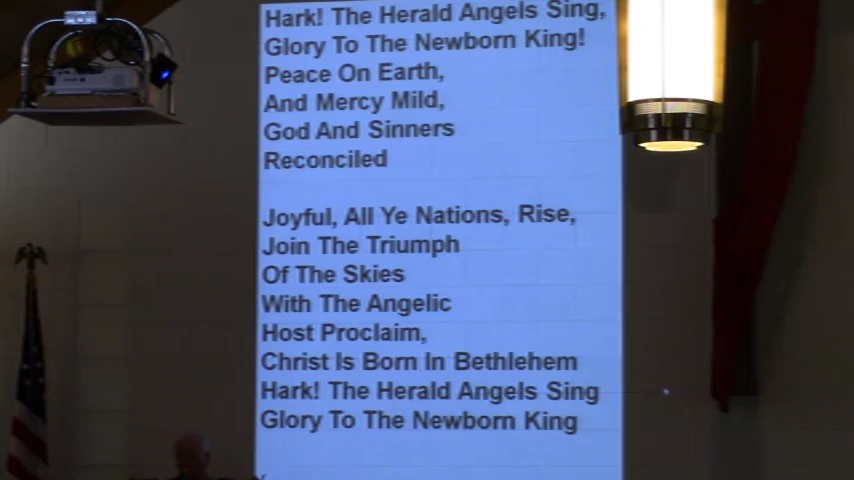 Hark! The Herald Angels Sing,
Glory To The Newborn King!
Peace On Earth,
And Mercy Mild,
God And Sinners
Reconciled
Joyful, All Ye Nations, Rise,
Join The Triumph
Of The Skies
With The Angelic
Host Proclaim,
Christ Is Born In Bethlehem
Hark! The Herald Angels Sing
Glory To The Newborn King